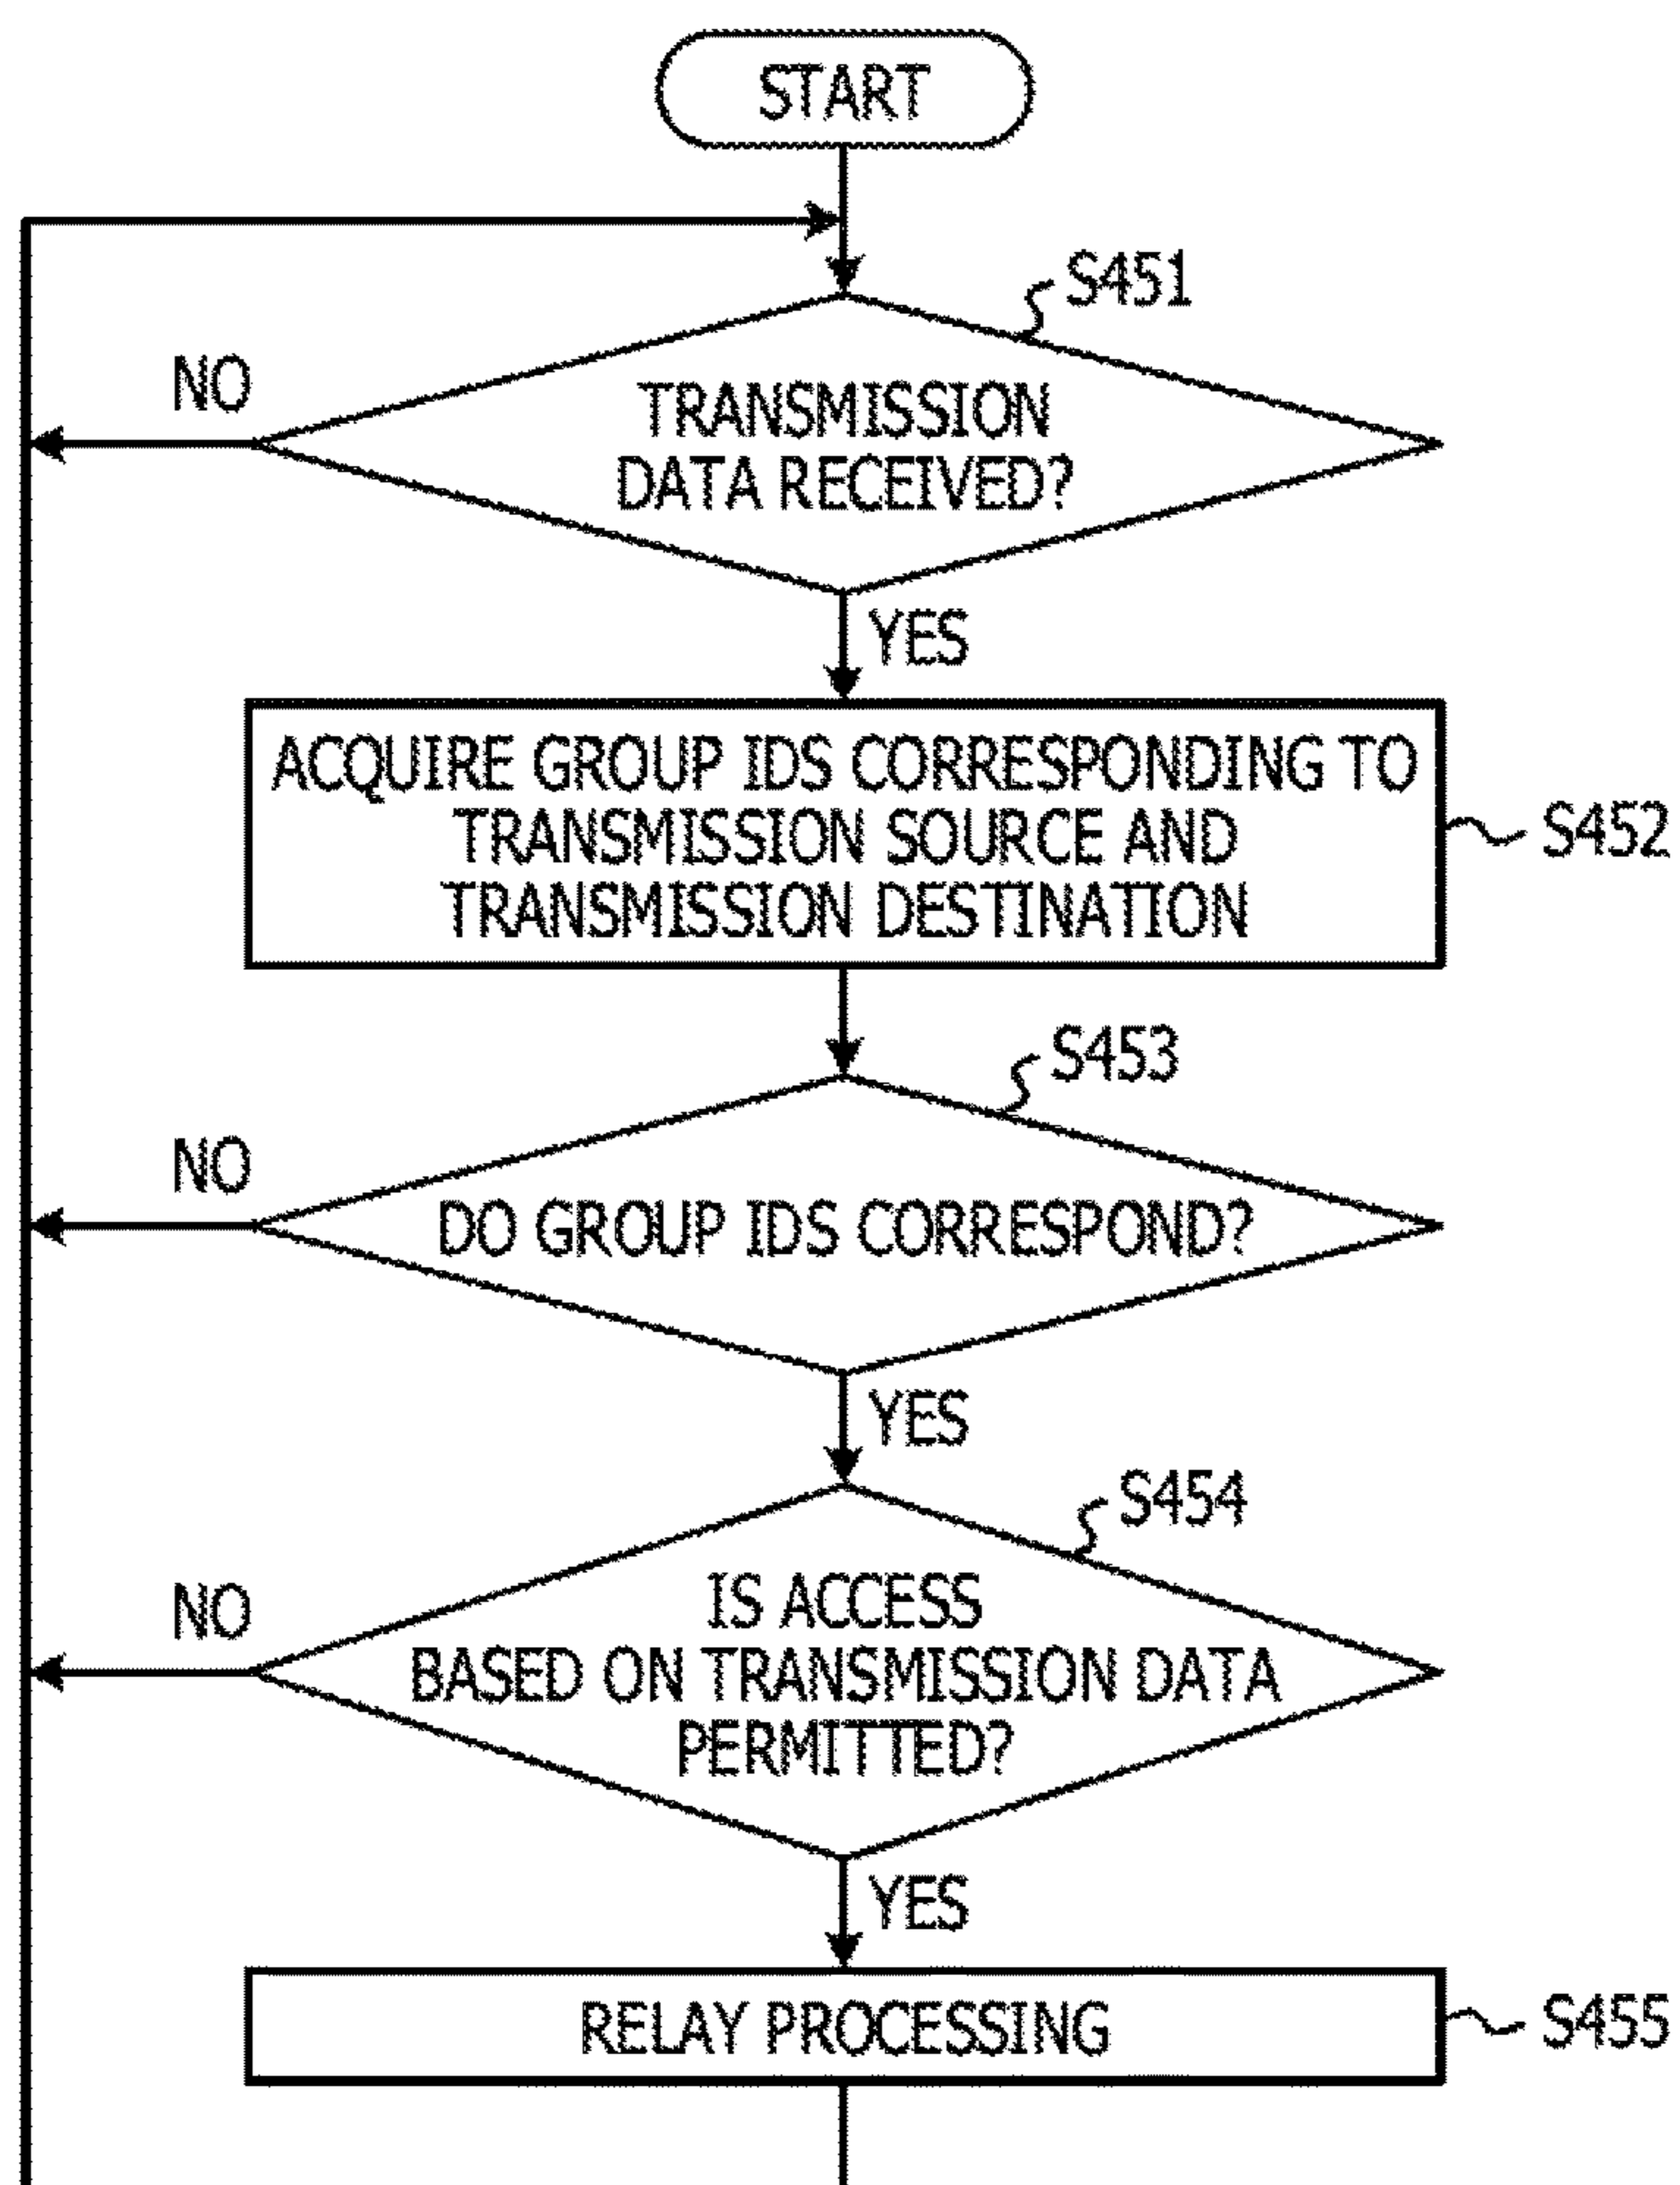 START
S451
NO
TRANSMISSION
DATA RECEIVED?
YES
ACQUIRE GROUP IDS CORRESPONDING TO
TRANSMISSION SOURCE AND
TRANSMISSION DESTINATION
S452
S453
NO
DO GROUP IDS CORRESPOND?
YES
S454
NO
IS ACCESS
BASED ON TRANSMISSION DATA
PERMITTED?
YES
RELAY PROCESSING
S455